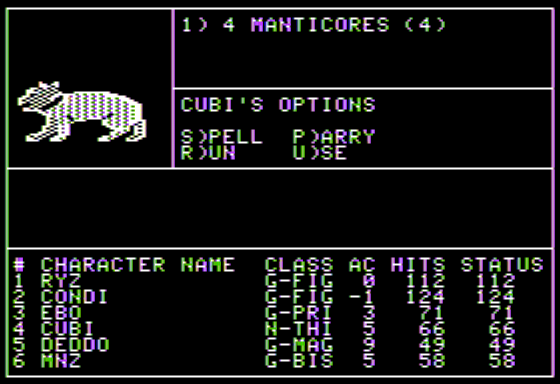 1) 4 MANTICORES (4)
CUBI'S OPTIONS
S)PELL P)ARRY
R)UN U)SE
# CHARACTER NAME CLASS AC HITS STATUS
1 RYZ G-FIG 0 112 112
2 CONDI G-FIG -1 124 124
3 EBO G-PRI 3 71 71
4 CUBI N-THI 5 66 66
5 DEDDO G-MAG 9 49 49
6 MNZ G-BIS 5 58 58